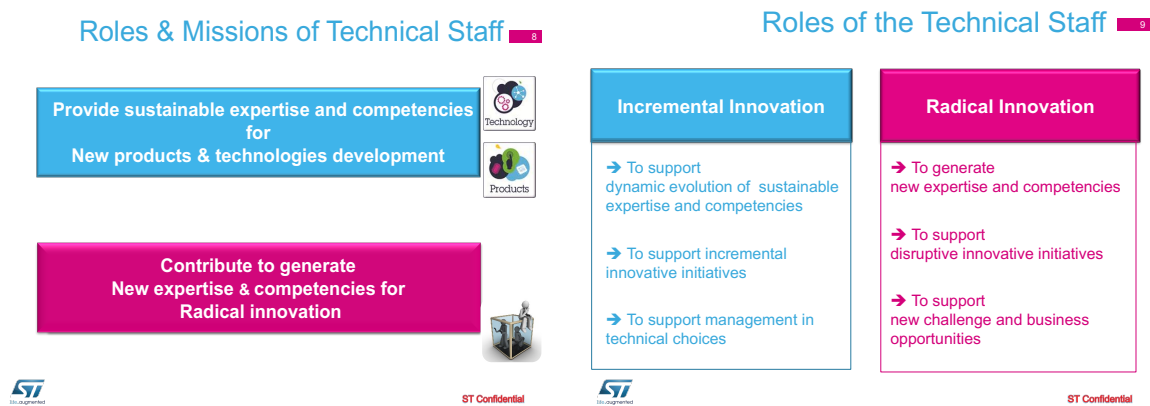 Roles & Missions of Technical Staff
8
Provide sustainable expertise and competencies
for
New products & technologies development
Technology
Products
Contribute to generate
New expertise & competencies for
Radical innovation
life.augmented
ST Confidential
Roles of the Technical Staff
9
Incremental Innovation
➔ To support
dynamic evolution of sustainable
expertise and competencies
➔ To support incremental
innovative initiatives
➔ To support management in
technical choices
Radical Innovation
➔ To generate
new expertise and competencies
➔ To support
disruptive innovative initiatives
➔ To support
new challenge and business
opportunities
life.augmented
ST Confidential